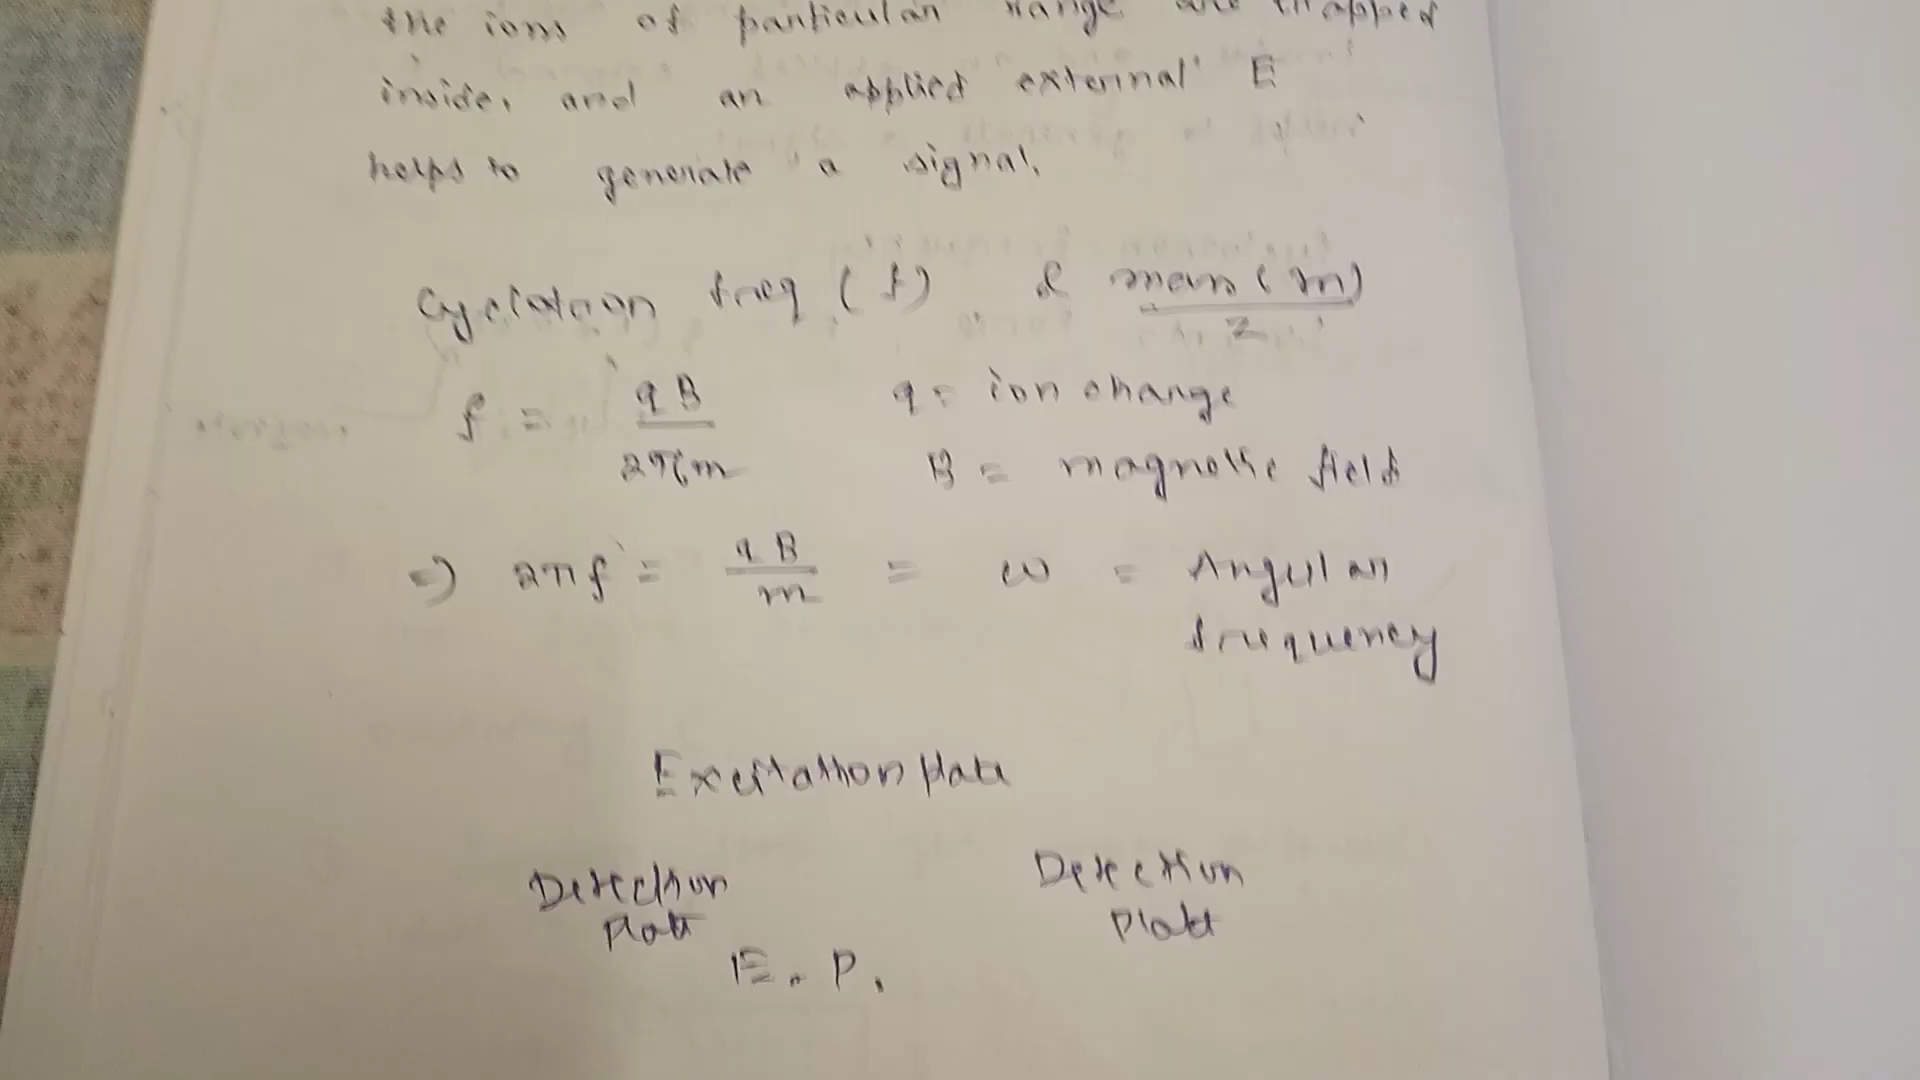 the ions of particular range are trapped
inside, and an applied external E
helps to generate a signal.
Cyclotron freq (f) & mass (m)
z
f = qB / 2πm q = ion charge
B = magnetic field
=) 2πf = qB / m = ω = Angular
frequency
Excitation plate
Detection Detection
plate plate
E. P.